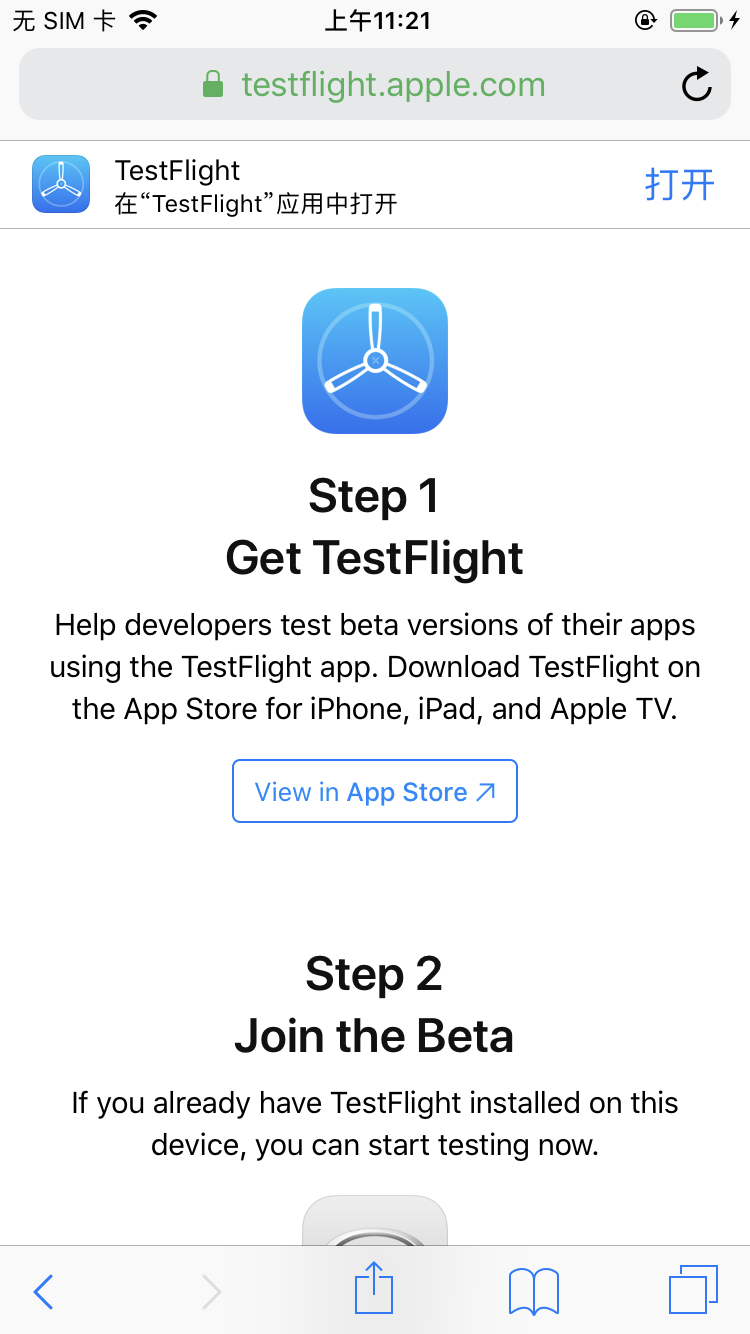 无 SIM 卡 上午11:21
testflight.apple.com
TestFlight
在“TestFlight”应用中打开
打开
Step 1
Get TestFlight
Help developers test beta versions of their apps
using the TestFlight app. Download TestFlight on
the App Store for iPhone, iPad, and Apple TV.
View in App Store
Step 2
Join the Beta
If you already have TestFlight installed on this
device, you can start testing now.